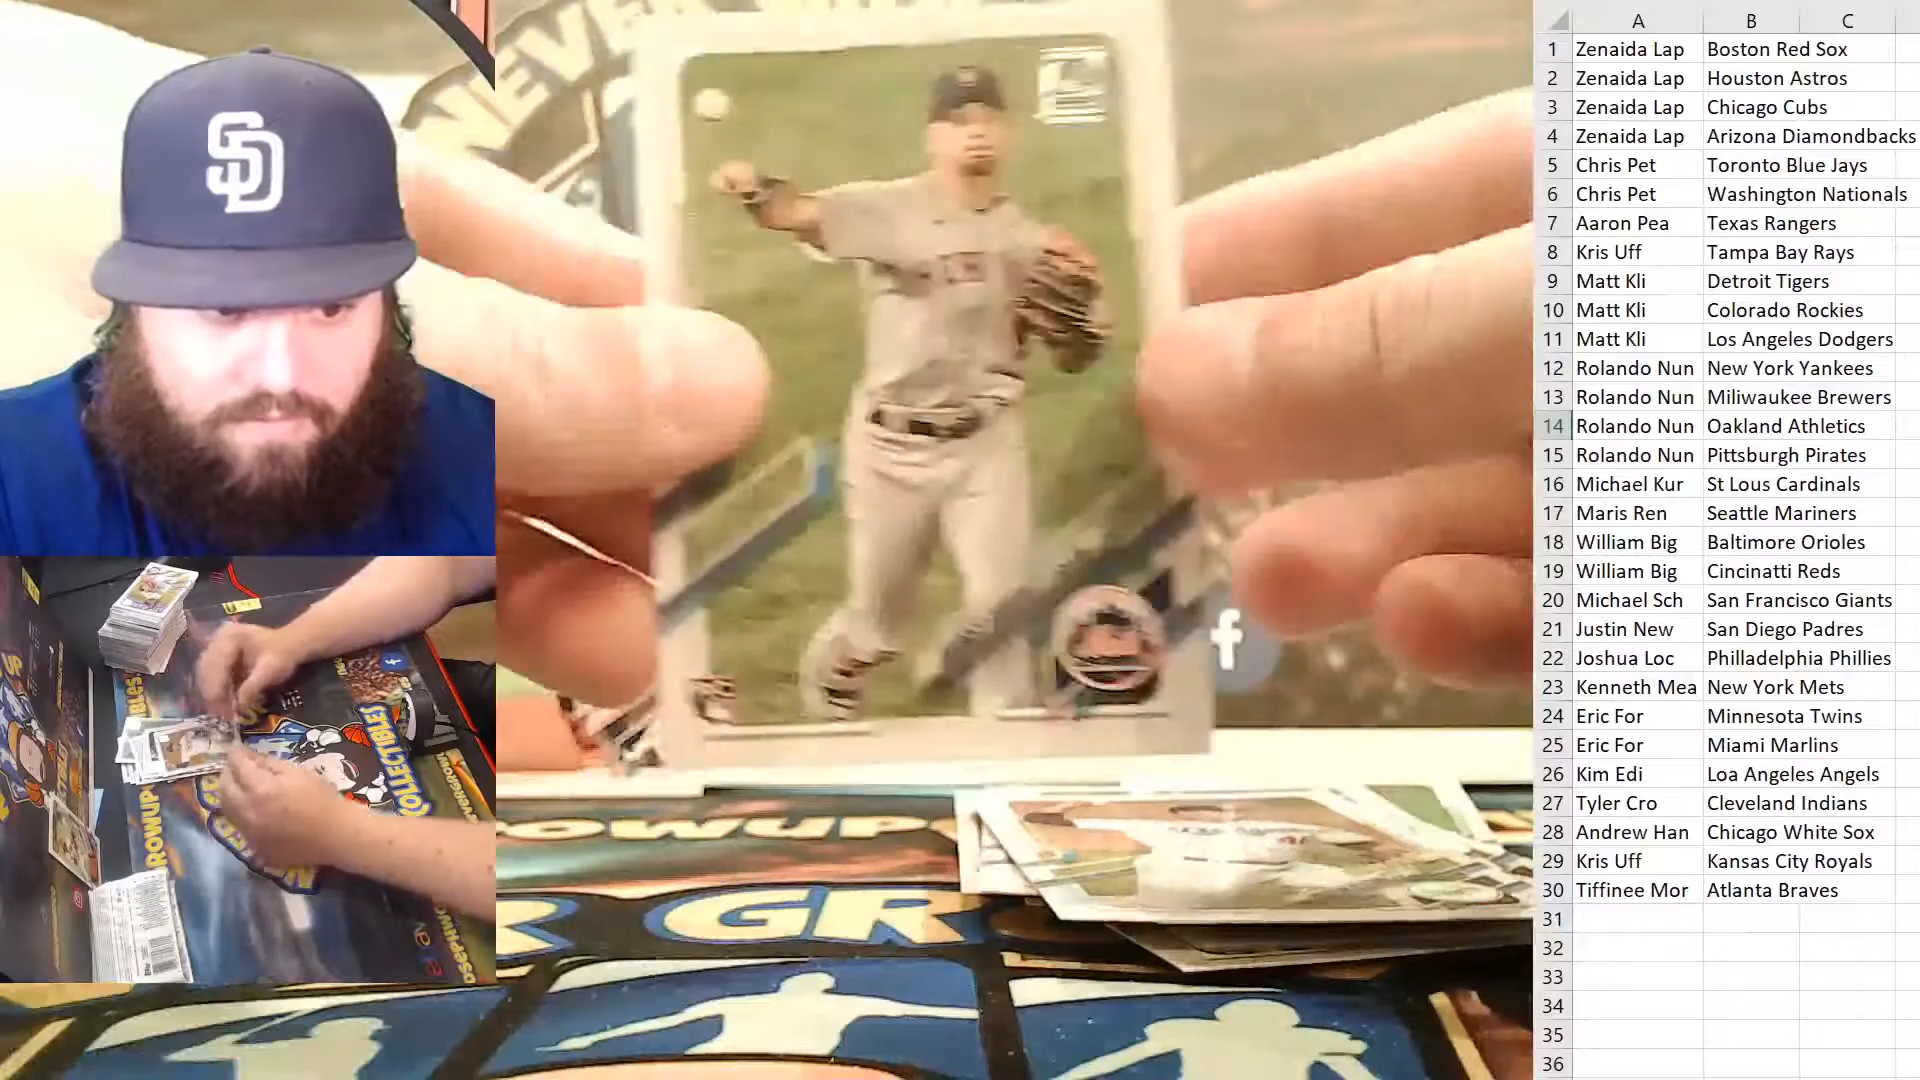 NEVER
SD
A B C
1 Zenaida Lap Boston Red Sox
2 Zenaida Lap Houston Astros
3 Zenaida Lap Chicago Cubs
4 Zenaida Lap Arizona Diamondbacks
5 Chris Pet Toronto Blue Jays
6 Chris Pet Washington Nationals
7 Aaron Pea Texas Rangers
8 Kris Uff Tampa Bay Rays
9 Matt Kli Detroit Tigers
10 Matt Kli Colorado Rockies
11 Matt Kli Los Angeles Dodgers
12 Rolando Nun New York Yankees
13 Rolando Nun Miliwaukee Brewers
14 Rolando Nun Oakland Athletics
15 Rolando Nun Pittsburgh Pirates
16 Michael Kur St Lous Cardinals
17 Maris Ren Seattle Mariners
18 William Big Baltimore Orioles
19 William Big Cincinatti Reds
20 Michael Sch San Francisco Giants
21 Justin New San Diego Padres
22 Joshua Loc Philladelphia Phillies
23 Kenneth Mea New York Mets
24 Eric For Minnesota Twins
25 Eric For Miami Marlins
26 Kim Edi Loa Angeles Angels
27 Tyler Cro Cleveland Indians
28 Andrew Han Chicago White Sox
29 Kris Uff Kansas City Royals
30 Tiffinee Mor Atlanta Braves
31
32
33
34
35
36
f
ROWUP
R GR
UP
ROWUP
COLLECTIBLES